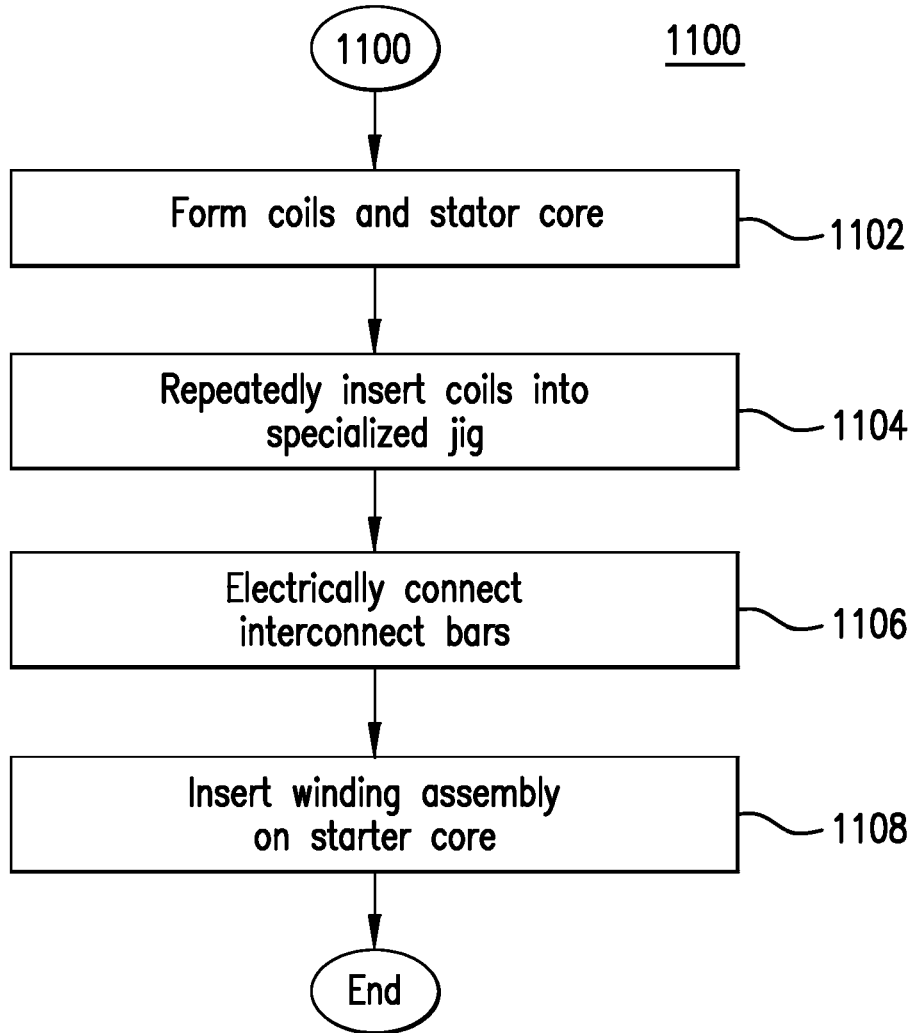 1100
1100
Form coils and stator core
1102
Repeatedly insert coils into
specialized jig
1104
Electrically connect
interconnect bars
1106
Insert winding assembly
on starter core
1108
End